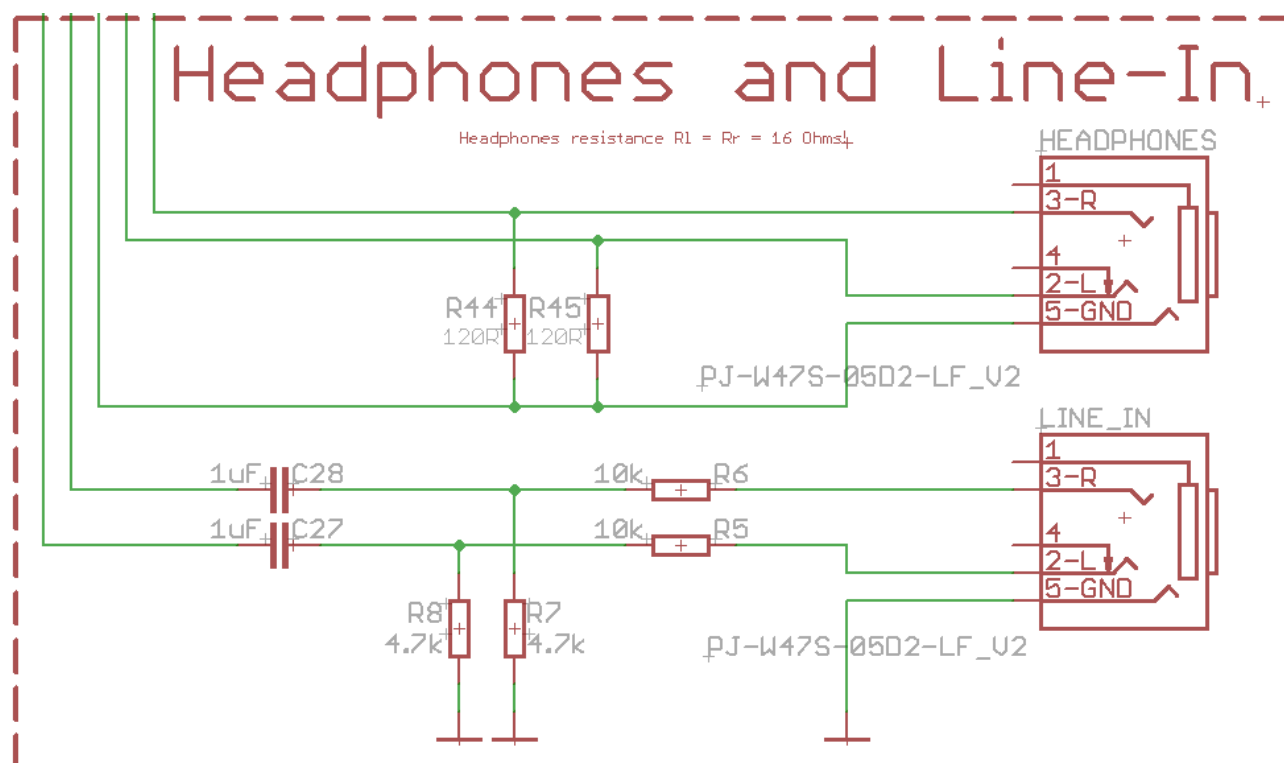 Headphones and Line-In
Headphones resistance Rl = Rr = 16 Ohms!
HEADPHONES
1
3-R
4
2-L
5-GND
R44
120R
R45
120R
PJ-W47S-05D2-LF_V2
LINE_IN
1
3-R
4
2-L
5-GND
1uF C28
10k R6
1uF C27
10k R5
R8
4.7k
R7
4.7k
PJ-W47S-05D2-LF_V2